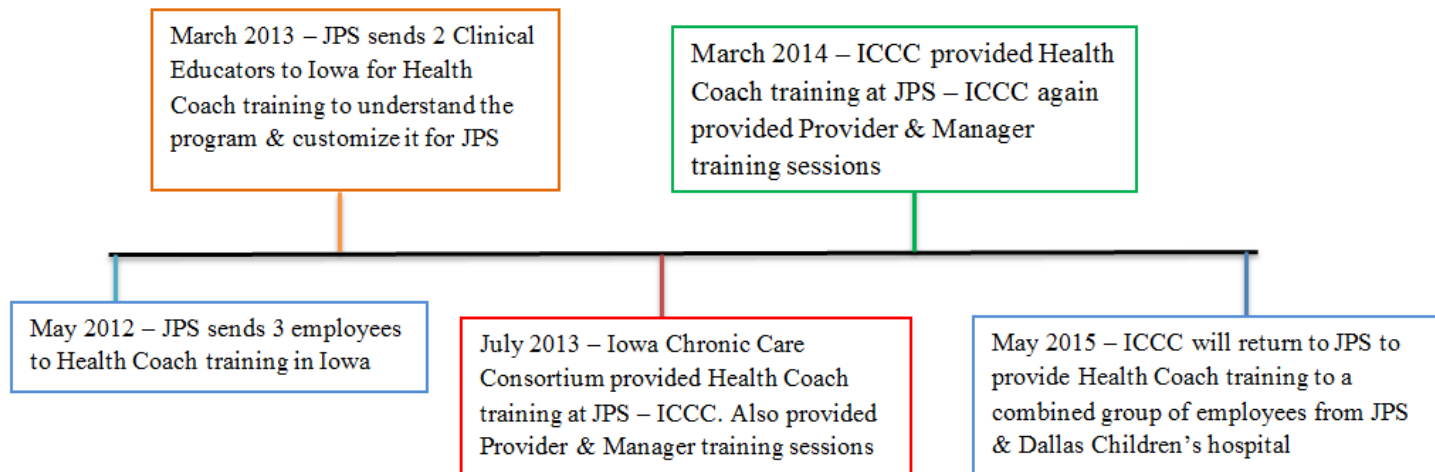 March 2013 – JPS sends 2 Clinical
Educators to Iowa for Health
Coach training to understand the
program & customize it for JPS
March 2014 – ICCC provided Health
Coach training at JPS – ICCC again
provided Provider & Manager
training sessions
May 2012 – JPS sends 3 employees
to Health Coach training in Iowa
July 2013 – Iowa Chronic Care
Consortium provided Health Coach
training at JPS – ICCC. Also provided
Provider & Manager training sessions
May 2015 – ICCC will return to JPS to
provide Health Coach training to a
combined group of employees from JPS
& Dallas Children’s hospital